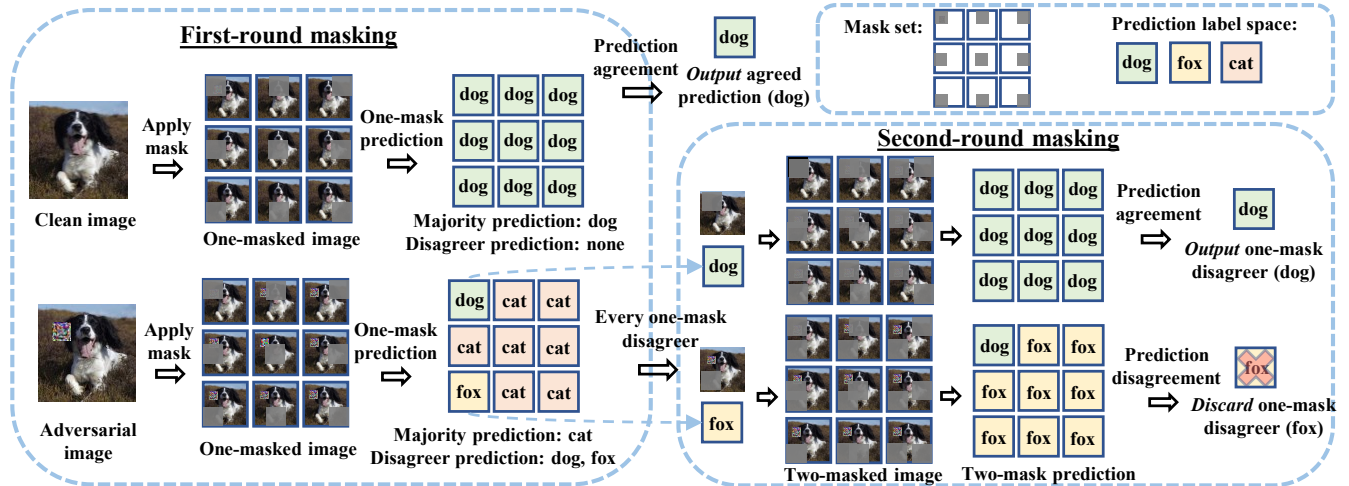 First-round masking
Clean image
Apply
mask
One-masked image
One-mask
prediction
dog dog dog
dog dog dog
dog dog dog
Majority prediction: dog
Disagreer prediction: none
Prediction
agreement
dog
Output agreed
prediction (dog)
Mask set:
Prediction label space:
dog fox cat
Adversarial
image
Apply
mask
One-masked image
One-mask
prediction
dog cat cat
cat cat cat
fox cat cat
Majority prediction: cat
Disagreer prediction: dog, fox
Every one-mask
disagreer
Second-round masking
dog
dog dog dog
dog dog dog
dog dog dog
Prediction
agreement
dog
Output one-mask
disagreer (dog)
fox
Two-masked image
dog fox fox
fox fox fox
fox fox fox
Two-mask prediction
Prediction
disagreement
fox
Discard one-mask
disagreer (fox)